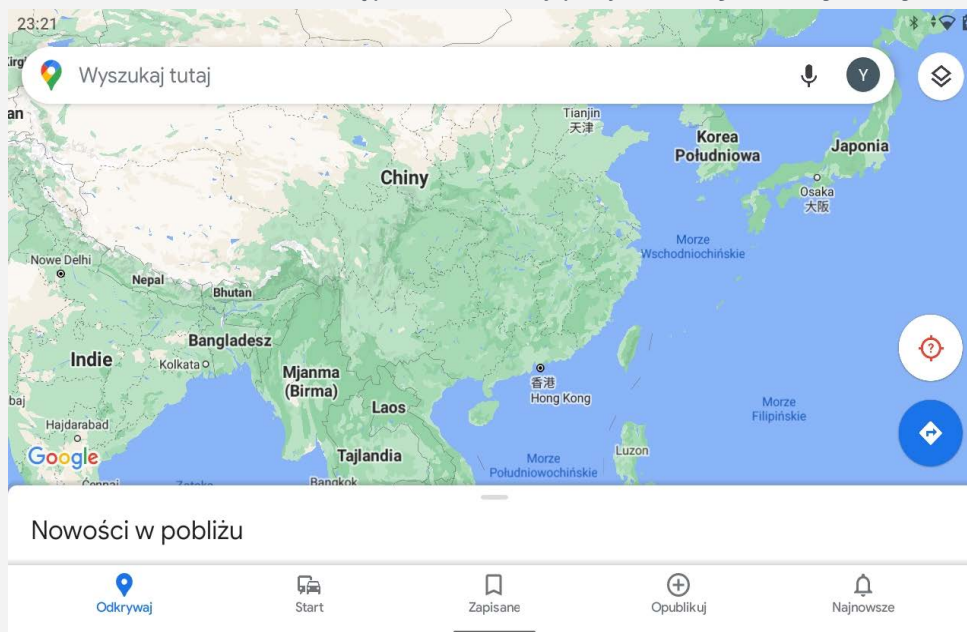 23:21
Wyszukaj tutaj
Y
an
Tianjin
天津
Korea
Południowa
Japonia
Chiny
Osaka
大阪
Morze
Wschodniochińskie
Nowe Delhi
Nepal
Bhutan
Bangladesz
Indie
Kolkata
Mjanma
(Birma)
香港
Hong Kong
baj
Laos
Morze
Filipińskie
Hajdarabad
Google
Tajlandia
Luzon
Morze
Południowochińskie
Bangkok
Nowości w pobliżu
Odkrywaj
Start
Zapisane
Opublikuj
Najnowsze